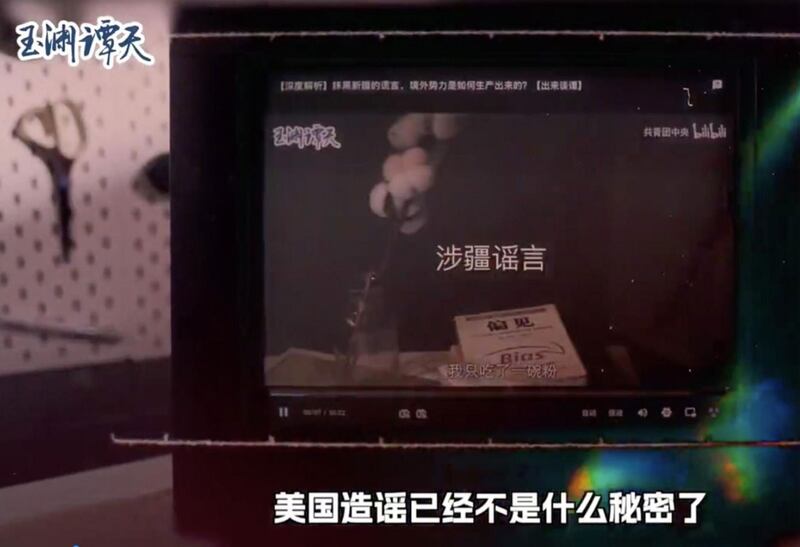 玉渊谭天
【深度解析】抹黑新疆的谎言，境外势力是如何生产出来的？【出来谈谭】
玉渊谭天
共青团中央 bilibili
涉疆谣言
偏见
Bias
我只吃了一碗粉
美国造谣已经不是什么秘密了